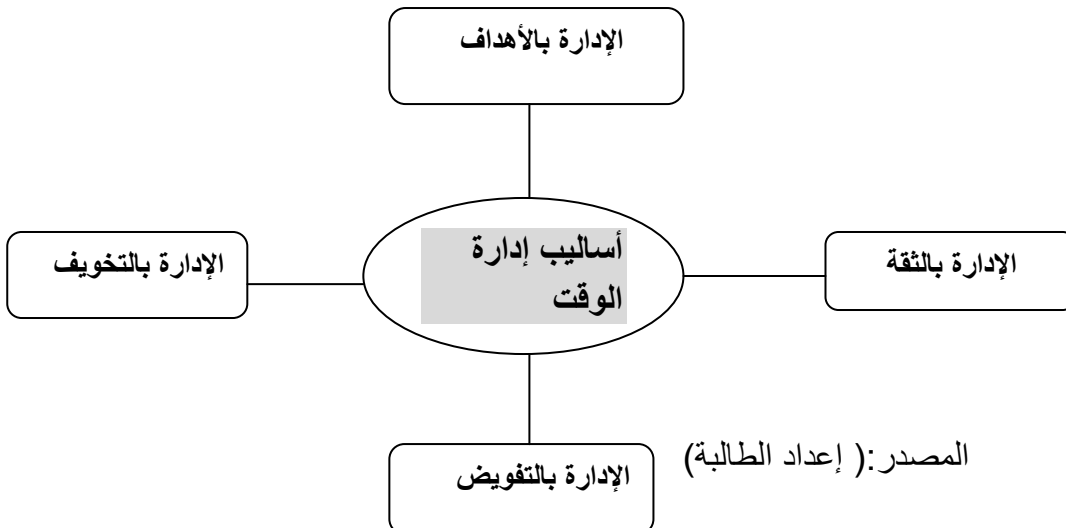 الإدارة بالأهداف
أساليب إدارة
الوقت
الإدارة بالثقة
الإدارة بالتخويف
الإدارة بالتفويض
المصدر:( إعداد الطالبة)